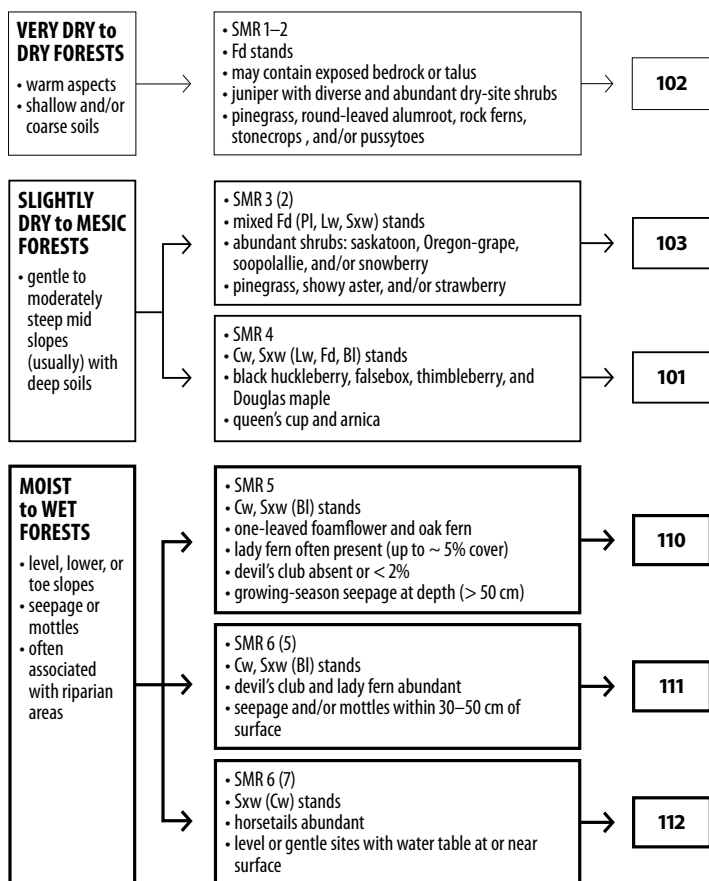 VERY DRY to
DRY FORESTS
• warm aspects
• shallow and/or
coarse soils
• SMR 1–2
• Fd stands
• may contain exposed bedrock or talus
• juniper with diverse and abundant dry-site shrubs
• pinegrass, round-leaved alumroot, rock ferns,
stonecrops , and/or pussytoes
102
SLIGHTLY
DRY to MESIC
FORESTS
• gentle to
moderately
steep mid
slopes
(usually) with
deep soils
• SMR 3 (2)
• mixed Fd (Pl, Lw, Sxw) stands
• abundant shrubs: saskatoon, Oregon-grape,
soopolallie, and/or snowberry
• pinegrass, showy aster, and/or strawberry
103
• SMR 4
• Cw, Sxw (Lw, Fd, Bl) stands
• black huckleberry, falsebox, thimbleberry, and
Douglas maple
• queen's cup and arnica
101
MOIST
to WET
FORESTS
• level, lower, or
toe slopes
• seepage or
mottles
• often
associated
with riparian
areas
• SMR 5
• Cw, Sxw (Bl) stands
• one-leaved foamflower and oak fern
• lady fern often present (up to ~ 5% cover)
• devil's club absent or < 2%
• growing-season seepage at depth (> 50 cm)
110
• SMR 6 (5)
• Cw, Sxw (Bl) stands
• devil's club and lady fern abundant
• seepage and/or mottles within 30–50 cm of
surface
111
• SMR 6 (7)
• Sxw (Cw) stands
• horsetails abundant
• level or gentle sites with water table at or near
surface
112